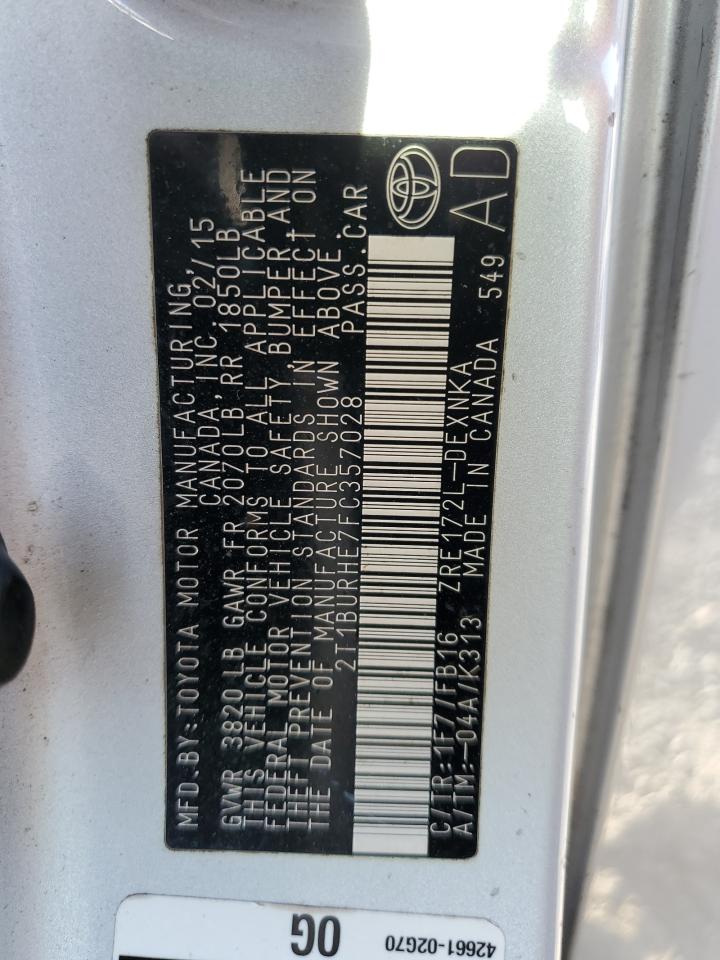 MFD.BY:TOYOTA MOTOR MANUFACTURING,
CANADA,INC. 02/15
GVWR 3820LB GAWR FR 2070LB,RR 1850LB
THIS VEHICLE CONFORMS TO ALL APPLICABLE
FEDERAL MOTOR VEHICLE SAFETY,BUMPER,AND
THEFT PREVENTION STANDARDS IN EFFECT ON
THE DATE OF MANUFACTURE SHOWN ABOVE.
2T1BURHE7FC357028 PASS.CAR
C/TR:1F7/FB16 ZRE172L-DEXNKA
A/TM:-04A/K313 MADE IN CANADA 549
AD
0G
42661-02G70